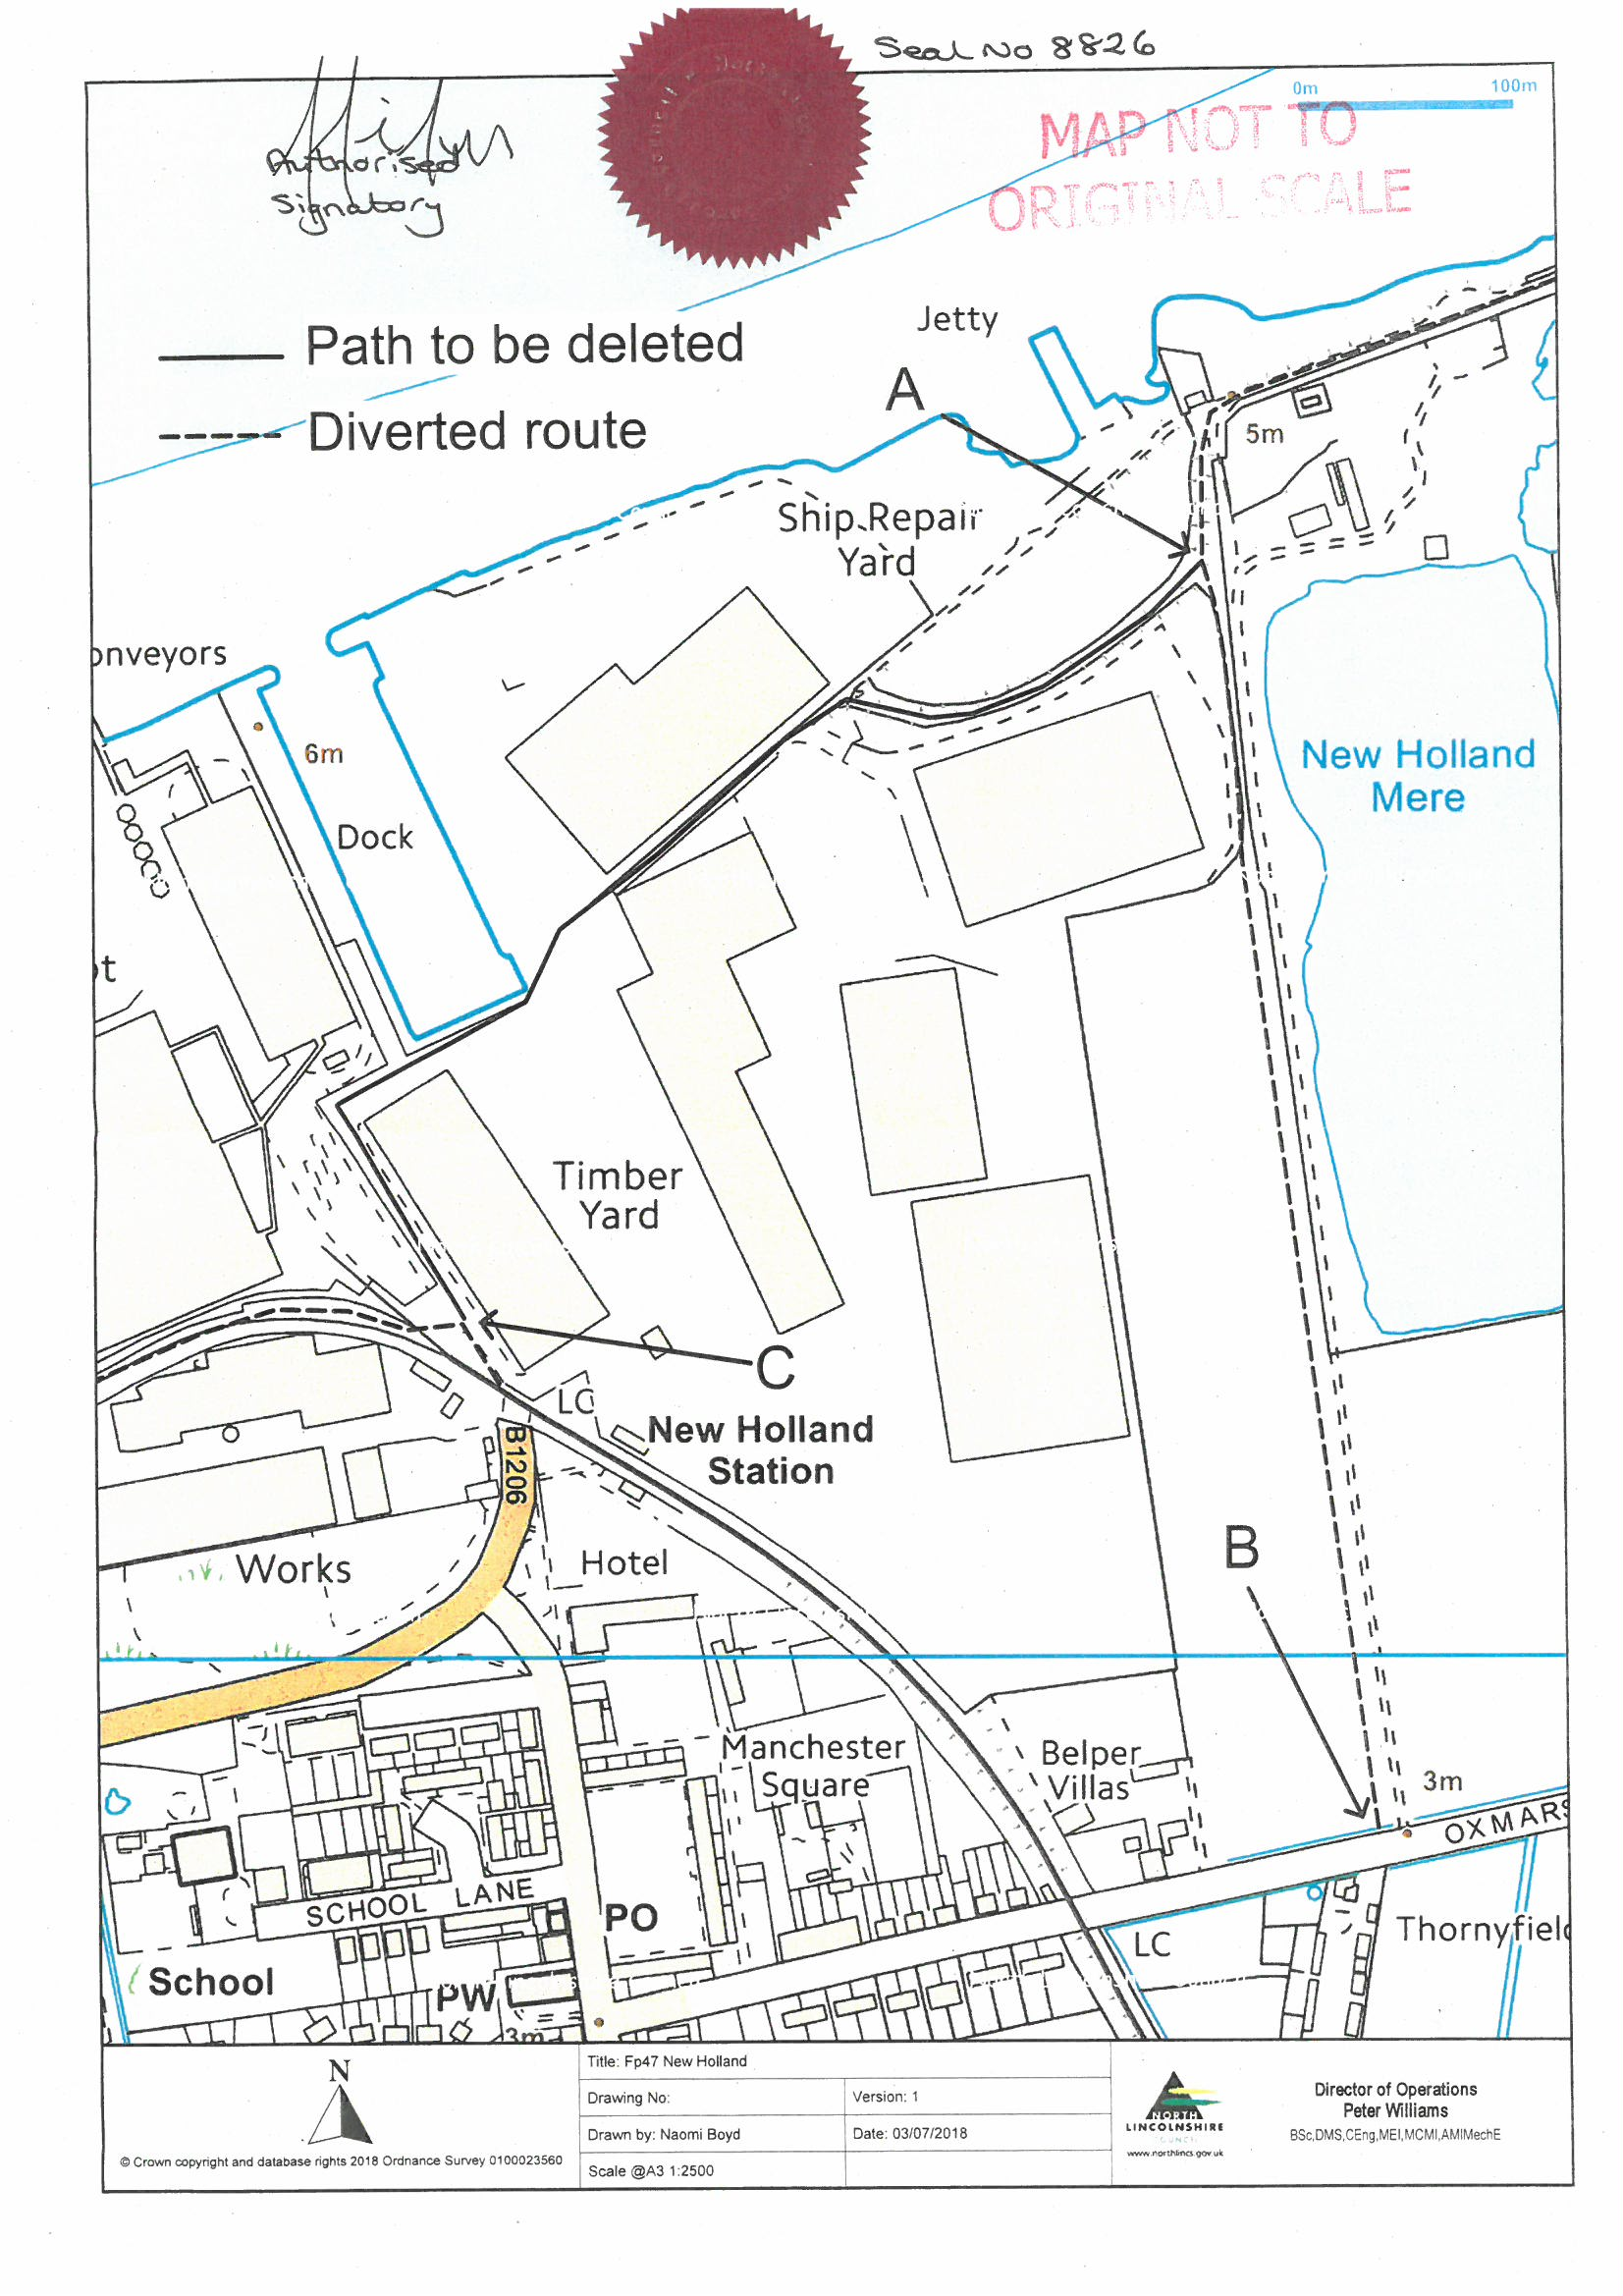 Seal No 8826
Authorised
Signatory
0m 100m
MAP NOT TO
ORIGINAL SCALE
Path to be deleted
Diverted route
Jetty
A
5m
Ship Repair
Yard
onveyors
6m
Dock
New Holland
Mere
t
Timber
Yard
C
LC
New Holland
Station
B1206
B
Works
Hotel
Manchester
Square
Belper
Villas
3m
OXMARS
SCHOOL LANE
PO
LC
Thornyfield
School
PW
3m
N
© Crown copyright and database rights 2018 Ordnance Survey 0100023560
Title: Fp47 New Holland
Drawing No:
Version: 1
Drawn by: Naomi Boyd
Date: 03/07/2018
Scale @A3 1:2500
NORTH
LINCOLNSHIRE
COUNCIL
www.northlincs.gov.uk
Director of Operations
Peter Williams
BSc,DMS,CEng,MEI,MCMI,AMIMechE